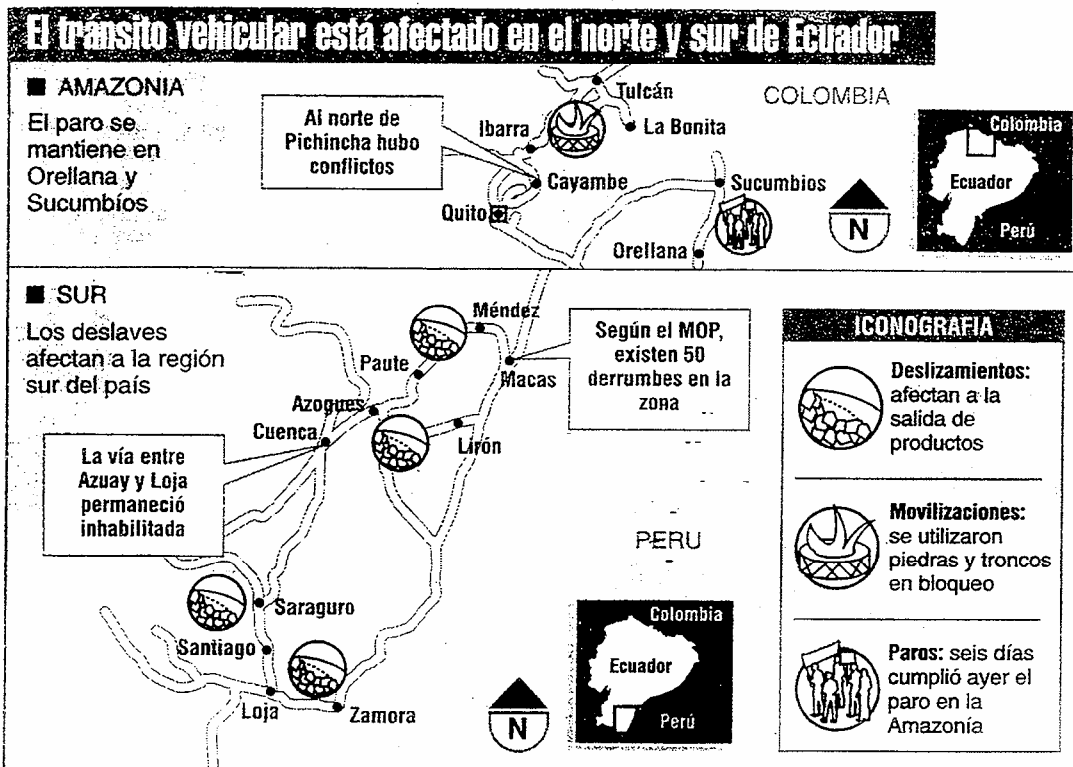 El tránsito vehicular está afectado en el norte y sur de Ecuador
AMAZONIA
El paro se
mantiene en
Orellana y
Sucumbíos
Al norte de
Pichincha hubo
conflictos
Tulcán
COLOMBIA
Ibarra
La Bonita
Cayambe
Quito
Sucumbios
Orellana
N
Colombia
Ecuador
Perú
SUR
Los deslaves
afectan a la región
sur del país
Méndez
Según el MOP,
existen 50
derrumbes en la
zona
Paute
Macas
Azogues
Cuenca
Lirón
La vía entre
Azuay y Loja
permaneció
inhabilitada
PERU
Saraguro
Santiago
Loja
Zamora
N
Colombia
Ecuador
Perú
ICONOGRAFIA
Deslizamientos:
afectan a la
salida de
productos
Movilizaciones:
se utilizaron
piedras y troncos
en bloqueo
Paros: seis días
cumplió ayer el
paro en la
Amazonía